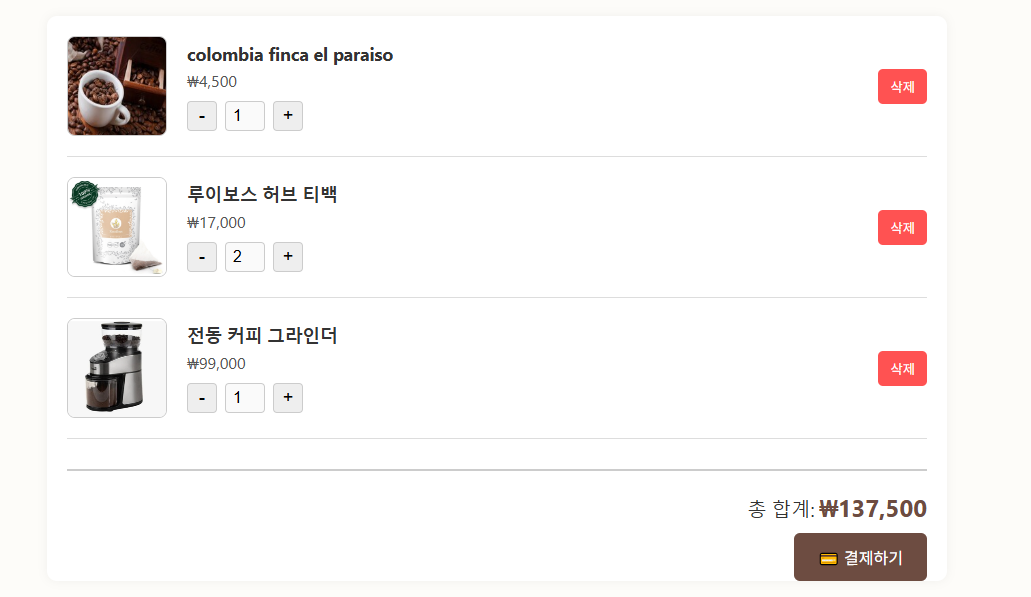 colombia finca el paraiso
₩4,500
- 1 +
삭제
루이보스 허브 티백
₩17,000
- 2 +
삭제
전동 커피 그라인더
₩99,000
- 1 +
삭제
총 합계: ₩137,500
💳 결제하기